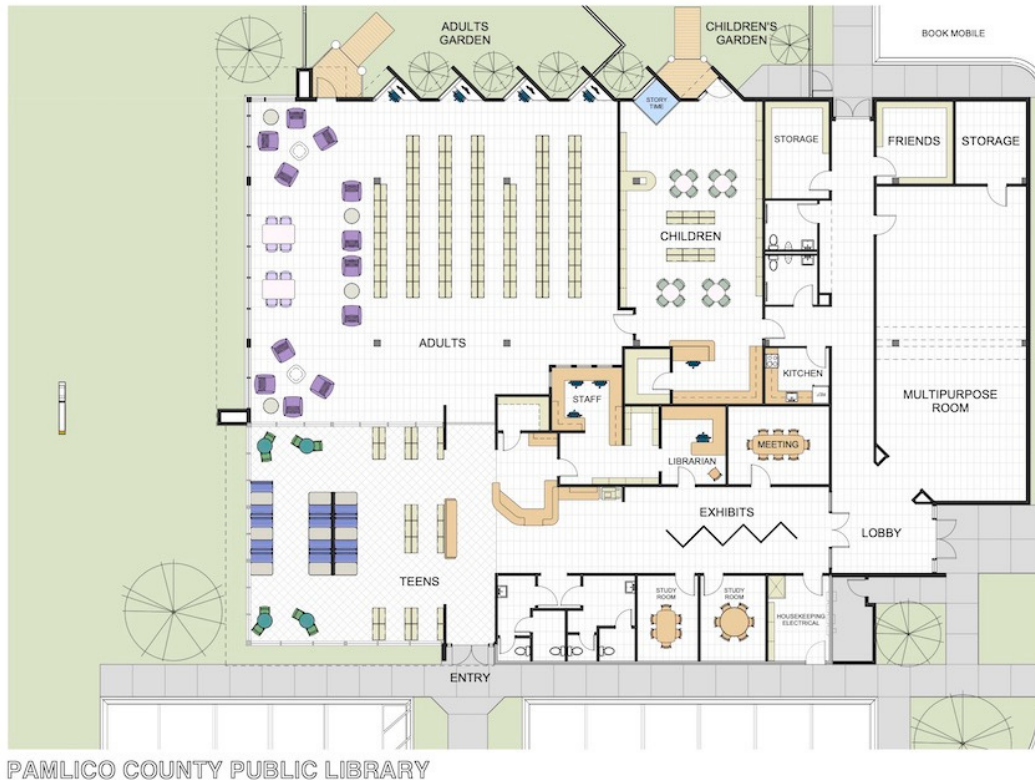 ADULTS
GARDEN
CHILDREN'S
GARDEN
BOOK MOBILE
STORY
TIME
STORAGE
FRIENDS
STORAGE
CHILDREN
ADULTS
KITCHEN
STAFF
MULTIPURPOSE
ROOM
MEETING
LIBRARIAN
EXHIBITS
LOBBY
TEENS
STUDY
ROOM
STUDY
ROOM
HOUSEKEEPING
ELECTRICAL
ENTRY
PAMLICO COUNTY PUBLIC LIBRARY